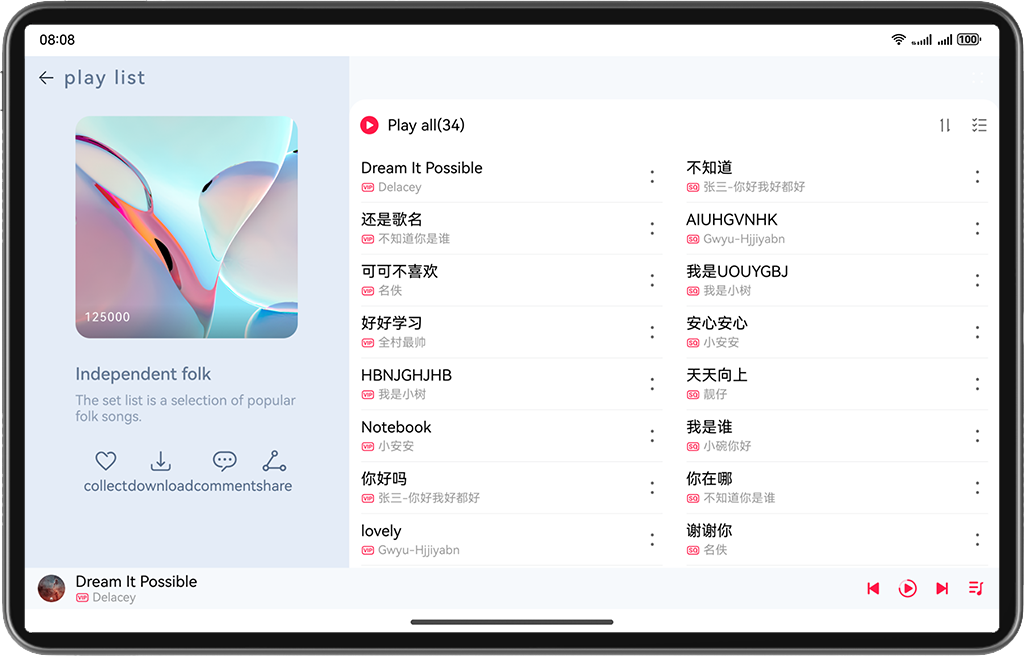 08:08
100
play list
125000
Independent folk
The set list is a selection of popular
folk songs.
collect
download
comment
share
Play all(34)
Dream It Possible
VIP Delacey
不知道
SQ 张三-你好我好都好
还是歌名
VIP 不知道你是谁
AIUHGVNHK
SQ Gwyu-Hjjiyabn
可可不喜欢
VIP 名佚
我是UOUYGBJ
SQ 我是小树
好好学习
VIP 全村最帅
安心安心
SQ 小安安
HBNJGHJHB
VIP 我是小树
天天向上
SQ 靓仔
Notebook
VIP 小安安
我是谁
SQ 小碗你好
你好吗
VIP 张三-你好我好都好
你在哪
SQ 不知道你是谁
lovely
VIP Gwyu-Hjjiyabn
谢谢你
SQ 名佚
Dream It Possible
VIP Delacey